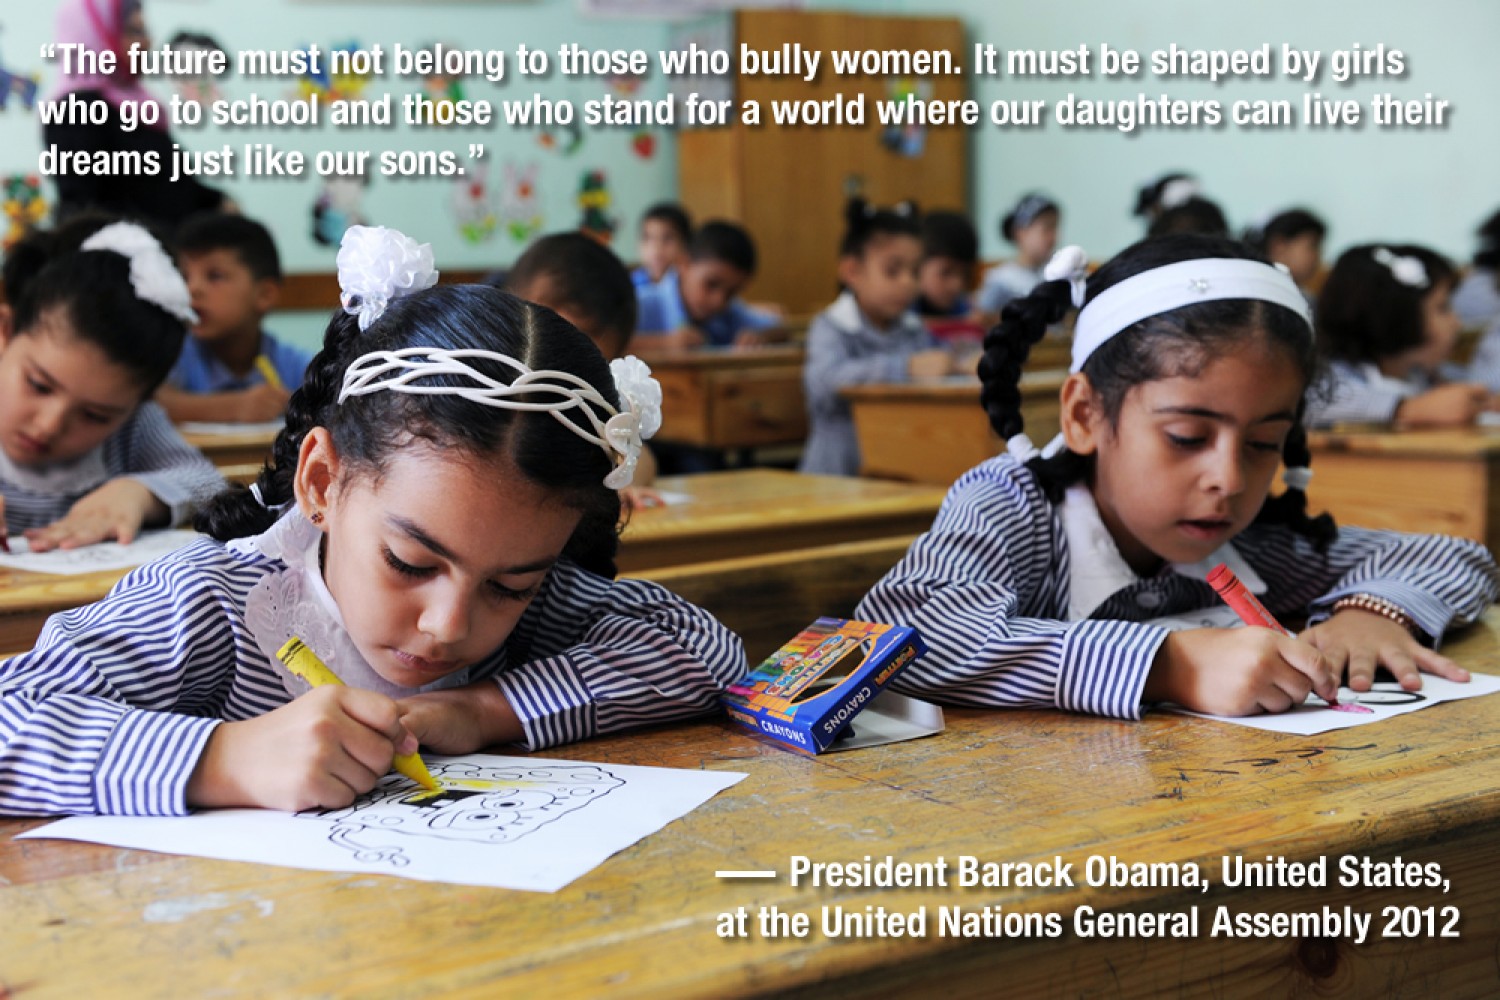 “The future must not belong to those who bully women. It must be shaped by girls
who go to school and those who stand for a world where our daughters can live their
dreams just like our sons.”
CRAYONS
CRAYONS
— President Barack Obama, United States,
at the United Nations General Assembly 2012